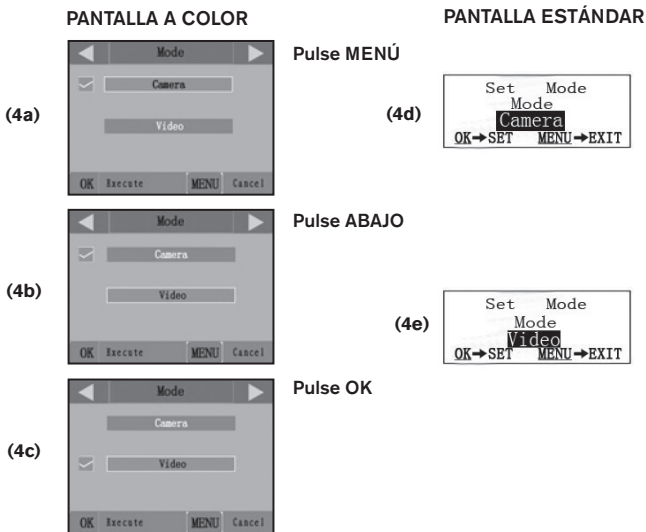 PANTALLA A COLOR
PANTALLA ESTÁNDAR
(4a)
Mode
Camera
Video
OK Execute MENU Cancel
Pulse MENÚ
(4d)
Set Mode
Mode
Camera
OK→SET MENU→EXIT
(4b)
Mode
Camera
Video
OK Execute MENU Cancel
Pulse ABAJO
(4e)
Set Mode
Mode
Video
OK→SET MENU→EXIT
(4c)
Mode
Camera
Video
OK Execute MENU Cancel
Pulse OK